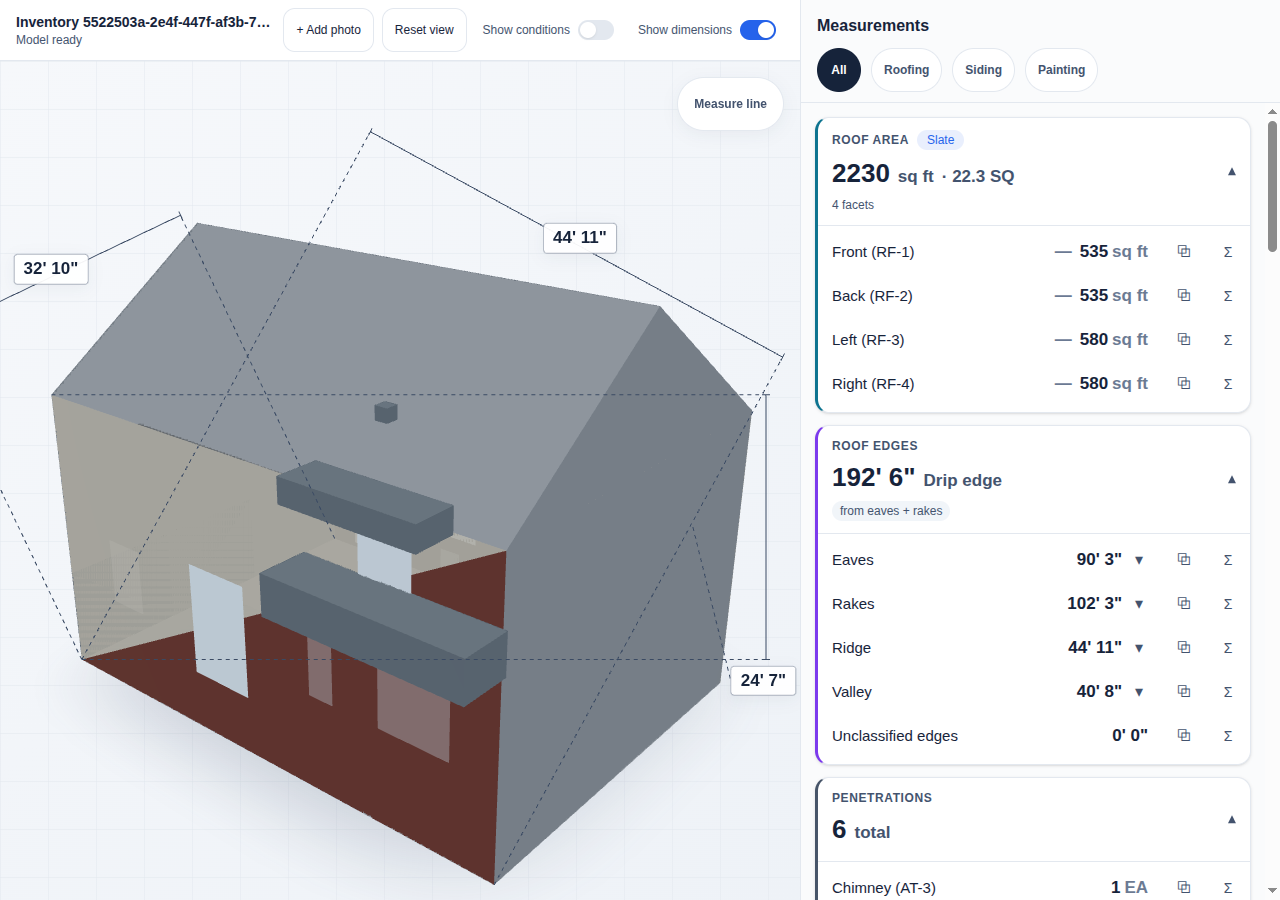 Inventory 5522503a-2e4f-447f-af3b-7…
Model ready
+ Add photo
Reset view
Show conditions
Show dimensions
Measure line
32' 10"
44' 11"
24' 7"
Measurements
All
Roofing
Siding
Painting
ROOF AREA Slate
2230 sq ft · 22.3 SQ ▲
4 facets
Front (RF-1) — 535 sq ft Σ
Back (RF-2) — 535 sq ft Σ
Left (RF-3) — 580 sq ft Σ
Right (RF-4) — 580 sq ft Σ
ROOF EDGES
192' 6" Drip edge ▲
from eaves + rakes
Eaves 90' 3" ▼ Σ
Rakes 102' 3" ▼ Σ
Ridge 44' 11" ▼ Σ
Valley 40' 8" ▼ Σ
Unclassified edges 0' 0" Σ
PENETRATIONS
6 total ▲
Chimney (AT-3) 1 EA Σ